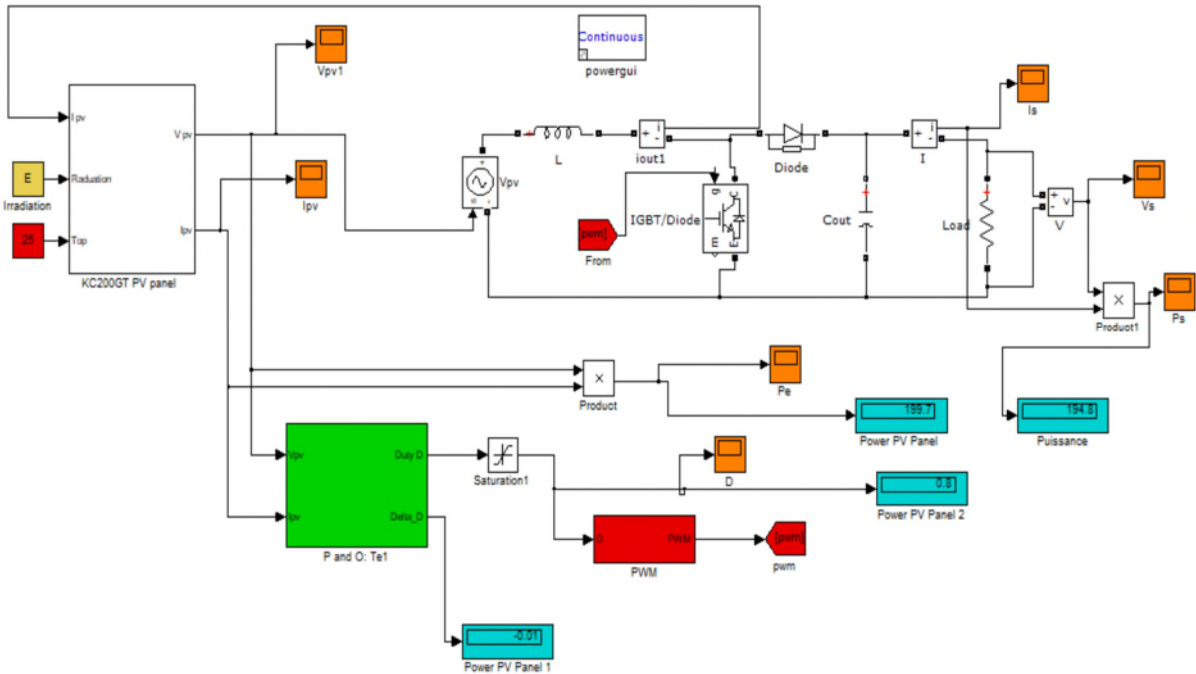 Continuous
powergui
Vpv1
I pv
V pv
Is
L
i
+
-
iout1
Diode
i
+
-
I
E
Raduation
Irradiation
Ipv
Ipv
Vpv
g
C
IGBT/Diode
E
E
Cout
Load
+
-
v
V
Vs
25
Top
[pwm]
From
KC200GT PV panel
×
Product1
Ps
×
Product
Pe
199.7
Power PV Panel
194.8
Puissance
Vpv
Duty D
Saturation1
D
0.8
Power PV Panel 2
Ipv
Delta_D
P and O: Te1
D
PWM
PWM
[pwm]
pwm
-0.01
Power PV Panel 1